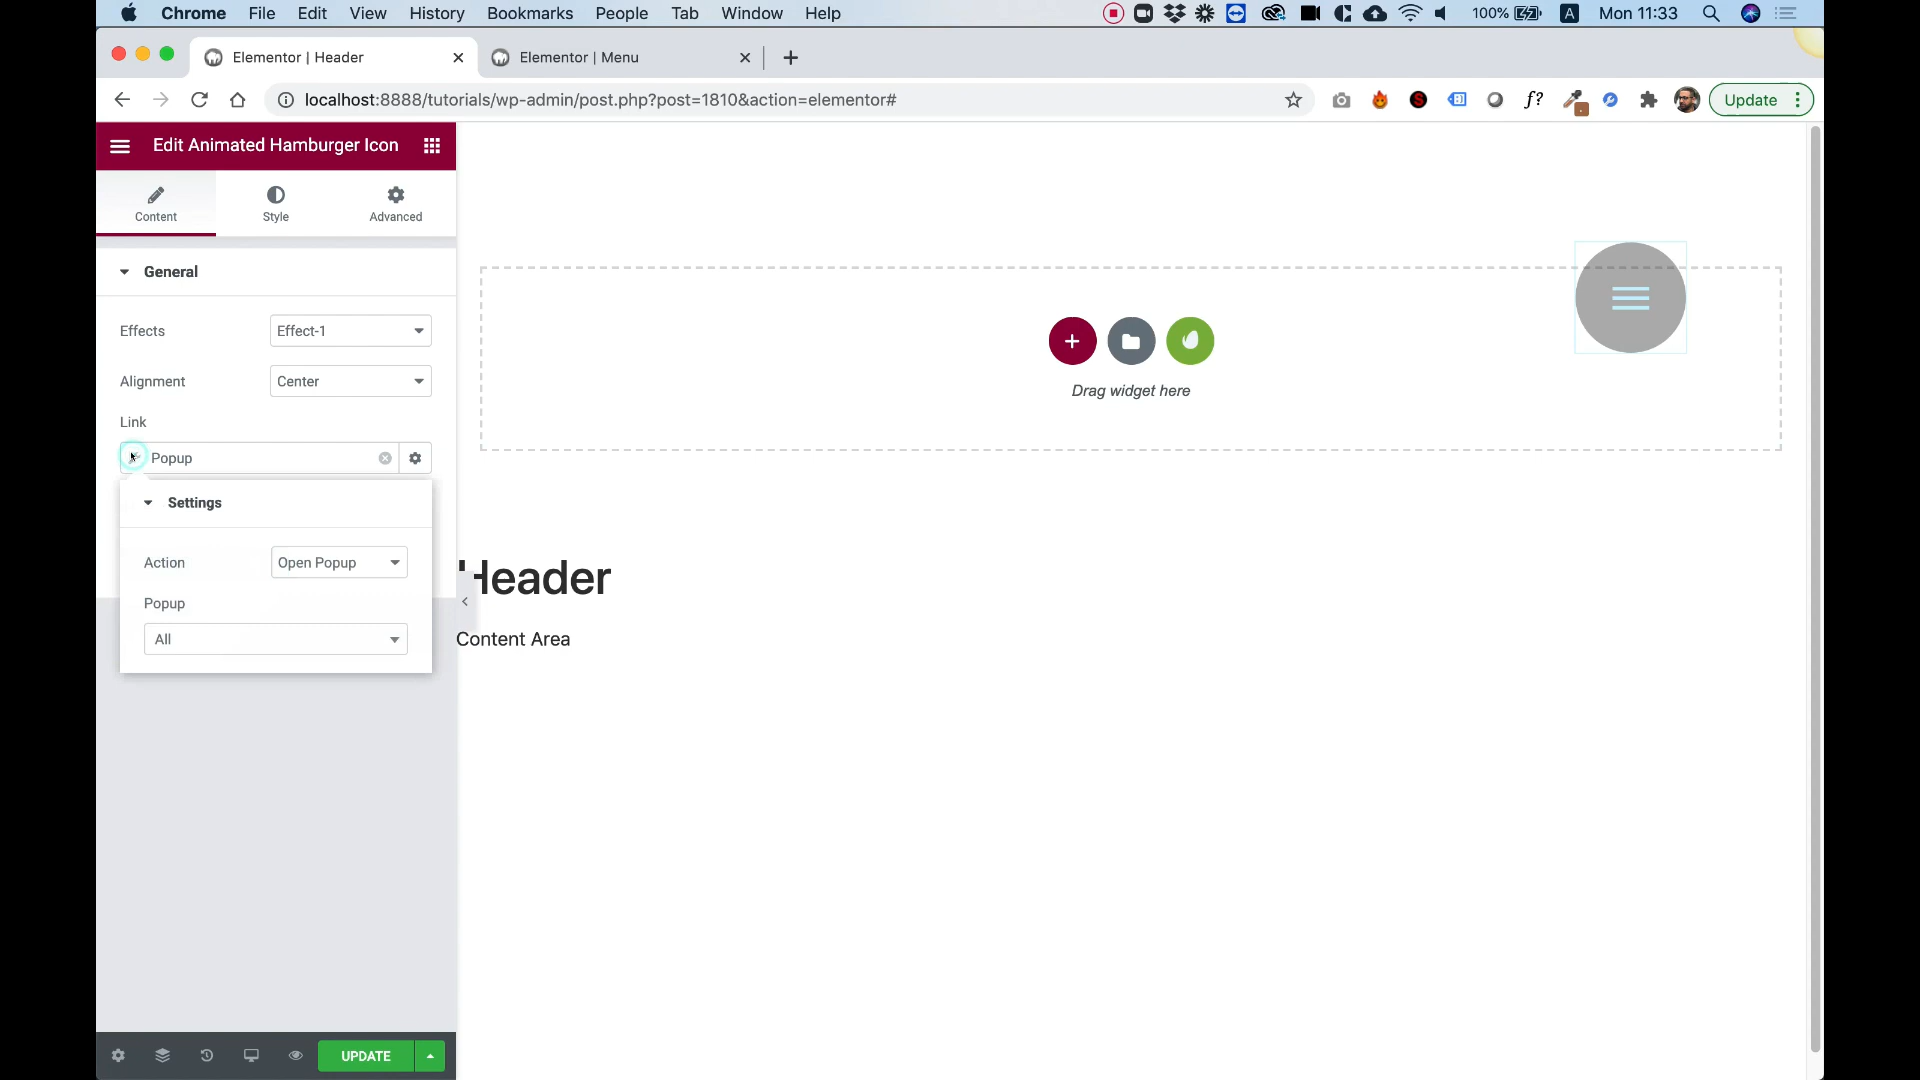 Chrome File Edit View History Bookmarks People Tab Window Help 100% A Mon 11:33
Elementor | Header Elementor | Menu
localhost:8888/tutorials/wp-admin/post.php?post=1810&action=elementor# S f? Update
Edit Animated Hamburger Icon
Content Style Advanced
General
Effects Effect-1
Alignment Center
Link
Popup
Settings
Action Open Popup
Popup
All
UPDATE
Drag widget here
Header
Content Area